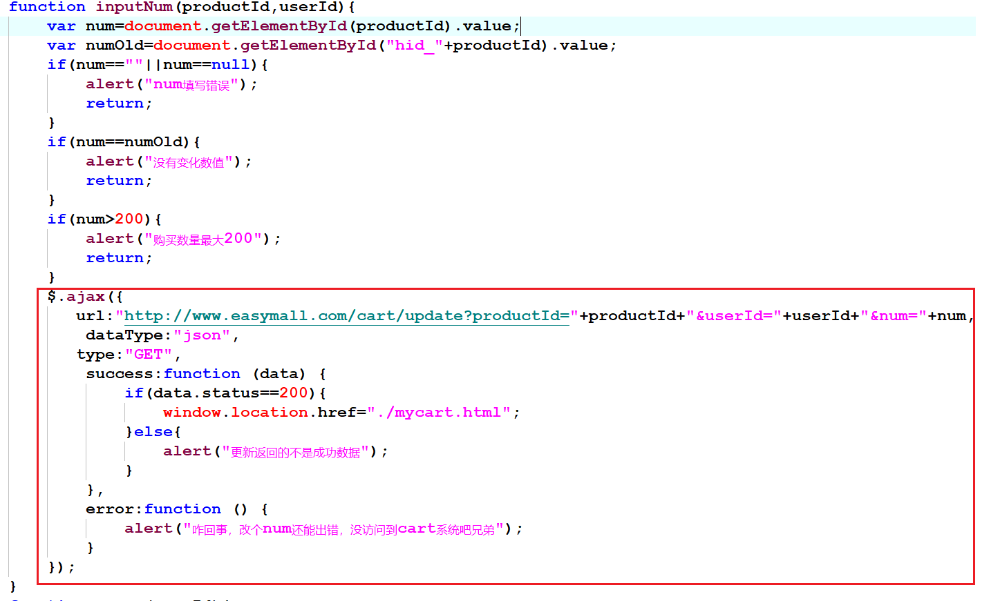 function inputNum(productId,userId){
    var num=document.getElementById(productId).value;
    var numOld=document.getElementById("hid_"+productId).value;
    if(num==""||num==null){
        alert("num填写错误");
        return;
    }
    if(num==numOld){
        alert("没有变化数值");
        return;
    }
    if(num>200){
        alert("购买数量最大200");
        return;
    }
    $.ajax({
       url:"http://www.easymall.com/cart/update?productId="+productId+"&userId="+userId+"&num="+num,
        dataType:"json",
       type:"GET",
        success:function (data) {
            if(data.status==200){
                window.location.href="./mycart.html";
            }else{
                alert("更新返回的不是成功数据");
            }
        },
        error:function () {
            alert("咋回事，改个num还能出错，没访问到cart系统吧兄弟");
        }
    });
}